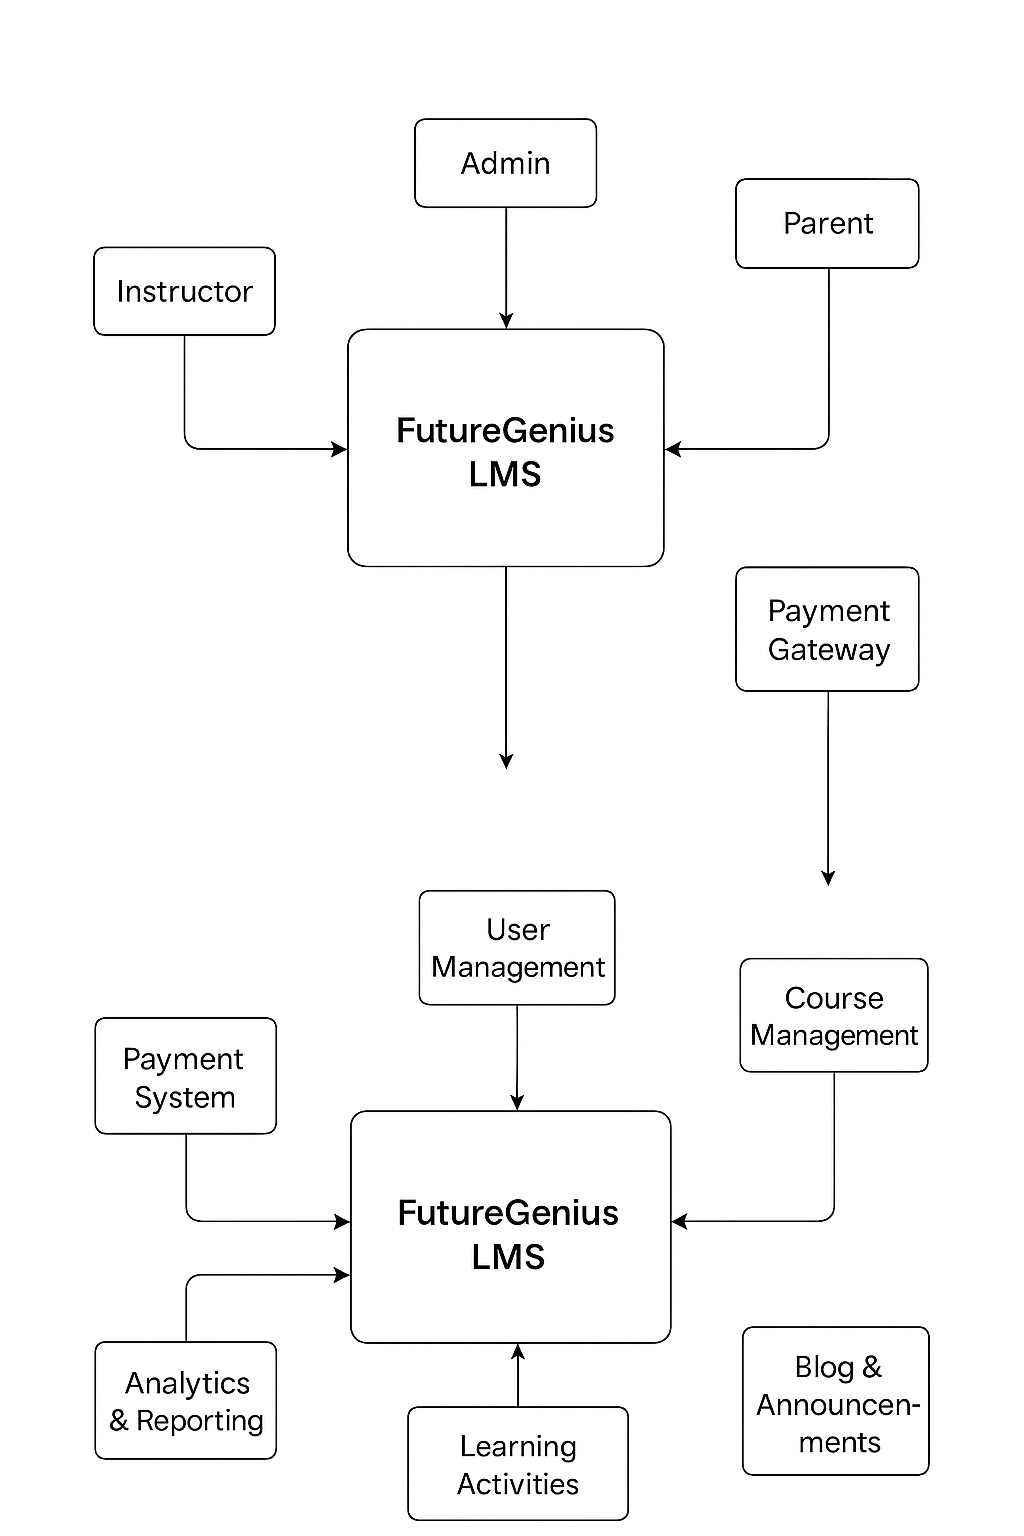 Admin
Parent
Instructor
FutureGenius
LMS
Payment
Gateway
User
Management
Course
Management
Payment
System
FutureGenius
LMS
Analytics
& Reporting
Blog &
Announcen-
ments
Learning
Activities